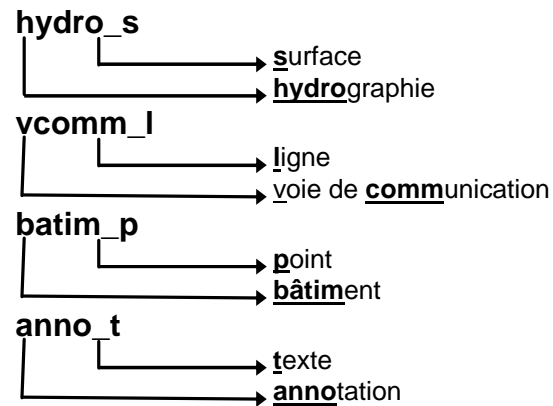 hydro_s
surface
hydrographie
vcomm_l
ligne
voie de communication
batim_p
point
bâtiment
anno_t
texte
annotation